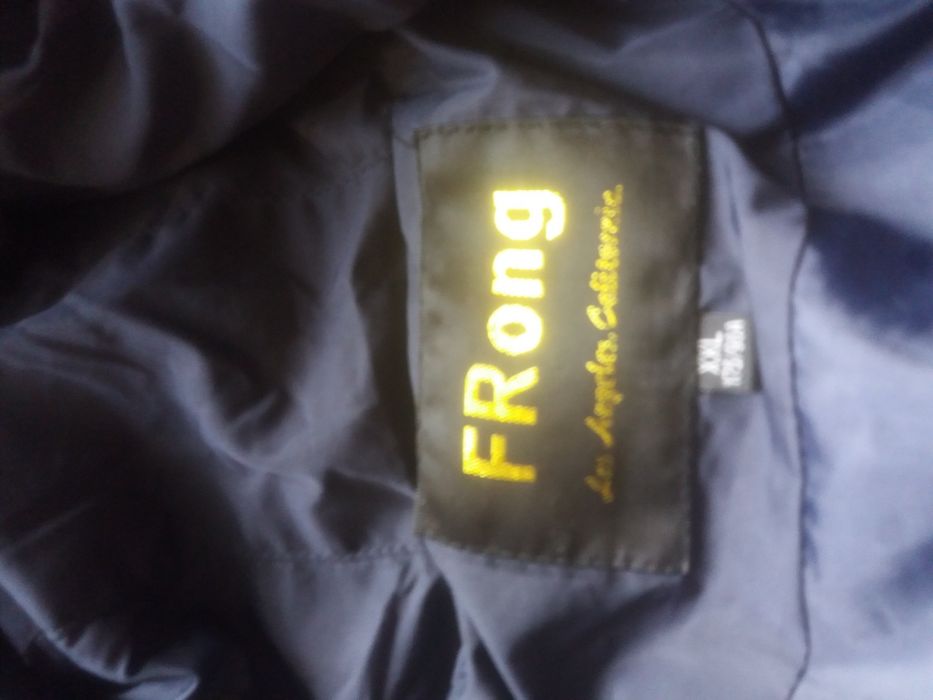 FRong
Los Angeles. California.
XXL